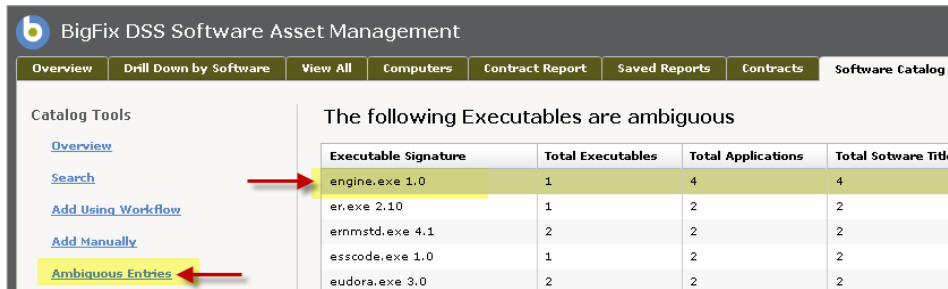 b BigFix DSS Software Asset Management
Overview Drill Down by Software View All Computers Contract Report Saved Reports Contracts Software Catalog
Catalog Tools
Overview
Search
Add Using Workflow
Add Manually
Ambiguous Entries
The following Executables are ambiguous
Executable Signature Total Executables Total Applications Total Sotware Title
engine.exe 1.0 1 4 4
er.exe 2.10 1 2 2
ernmstd.exe 4.1 2 2 2
esscode.exe 1.0 1 2 2
eudora.exe 3.0 2 2 2